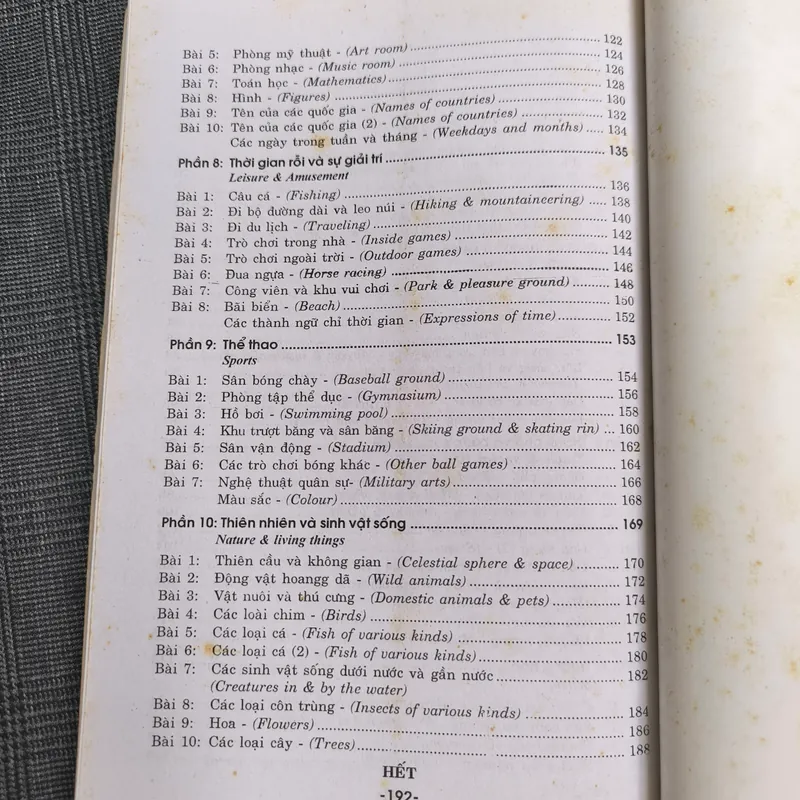 Bài 5: Phòng mỹ thuật - (Art room) ........ 122
Bài 6: Phòng nhạc - (Music room) ........ 124
Bài 7: Toán học - (Mathematics) ........ 126
Bài 8: Hình - (Figures) ........ 128
Bài 9: Tên của các quốc gia - (Names of countries) ........ 130
Bài 10: Tên của các quốc gia (2) - (Names of countries) ........ 132
Các ngày trong tuần và tháng - (Weekdays and months) ..... 134
Phần 8: Thời gian rỗi và sự giải trí ........ 135
Leisure & Amusement
Bài 1: Câu cá - (Fishing) ........ 136
Bài 2: Đi bộ đường dài và leo núi - (Hiking & mountaineering) ..... 138
Bài 3: Đi du lịch - (Traveling) ........ 140
Bài 4: Trò chơi trong nhà - (Inside games) ........ 142
Bài 5: Trò chơi ngoài trời - (Outdoor games) ........ 144
Bài 6: Đua ngựa - (Horse racing) ........ 146
Bài 7: Công viên và khu vui chơi - (Park & pleasure ground) ........ 148
Bài 8: Bãi biển - (Beach) ........ 150
Các thành ngữ chỉ thời gian - (Expressions of time) ........ 152
Phần 9: Thể thao ........ 153
Sports
Bài 1: Sân bóng chày - (Baseball ground) ........ 154
Bài 2: Phòng tập thể dục - (Gymnasium) ........ 156
Bài 3: Hồ bơi - (Swimming pool) ........ 158
Bài 4: Khu trượt băng và sân băng - (Skiing ground & skating rin) ... 160
Bài 5: Sân vận động - (Stadium) ........ 162
Bài 6: Các trò chơi bóng khác - (Other ball games) ........ 164
Bài 7: Nghệ thuật quân sự- (Military arts) ........ 166
Màu sắc - (Colour) ........ 168
Phần 10: Thiên nhiên và sinh vật sống ........ 169
Nature & living things
Bài 1: Thiên cầu và không gian - (Celestial sphere & space) ........ 170
Bài 2: Động vật hoangg dã - (Wild animals) ........ 172
Bài 3: Vật nuôi và thú cưng - (Domestic animals & pets) ........ 174
Bài 4: Các loài chim - (Birds) ........ 176
Bài 5: Các loại cá - (Fish of various kinds) ........ 178
Bài 6: Các loại cá (2) - (Fish of various kinds) ........ 180
Bài 7: Các sinh vật sống dưới nước và gần nước ........ 182
(Creatures in & by the water)
Bài 8: Các loại côn trùng - (Insects of various kinds) ........ 184
Bài 9: Hoa - (Flowers) ........ 186
Bài 10: Các loại cây - (Trees) ........ 188
HẾT
-192-